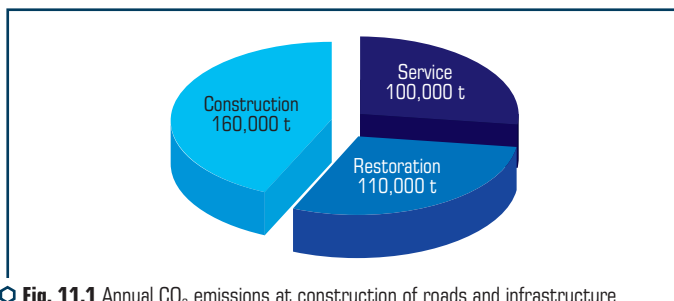 Service
100,000 t
Construction
160,000 t
Restoration
110,000 t
Fig. 11.1 Annual CO₂ emissions at construction of roads and infrastructure